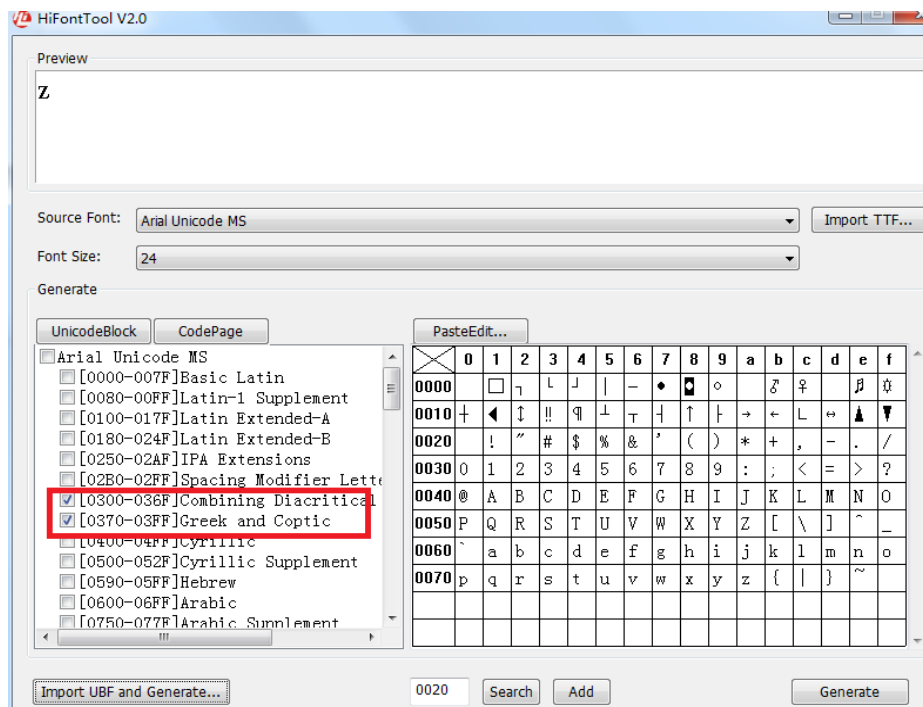 HiFontTool V2.0
Preview
Z
Source Font: Arial Unicode MS Import TTF...
Font Size: 24
Generate
UnicodeBlock CodePage PasteEdit...
Arial Unicode MS
[0000-007F]Basic Latin
[0080-00FF]Latin-1 Supplement
[0100-017F]Latin Extended-A
[0180-024F]Latin Extended-B
[0250-02AF]IPA Extensions
[02B0-02FF]Spacing Modifier Lette
[0300-036F]Combining Diacritical
[0370-03FF]Greek and Coptic
[0400-04FF]Cyrillic
[0500-052F]Cyrillic Supplement
[0590-05FF]Hebrew
[0600-06FF]Arabic
[0750-077F]Arabic Supplement
0 1 2 3 4 5 6 7 8 9 a b c d e f
0000 □ ┐ └ ┘ │ — • ◘ ○ ♂ ♀ ♬ ☼
0010 ┼ ◄ ↕ ‼ ¶ ┴ ┬ ┤ ↑ ├ → ← ∟ ↔ ▲ ▼
0020 ! " # $ % & ' ( ) * + , - . /
0030 0 1 2 3 4 5 6 7 8 9 : ; < = > ?
0040 @ A B C D E F G H I J K L M N O
0050 P Q R S T U V W X Y Z [ \ ] ^ _
0060 ` a b c d e f g h i j k l m n o
0070 p q r s t u v w x y z { | } ~
Import UBF and Generate... 0020 Search Add Generate